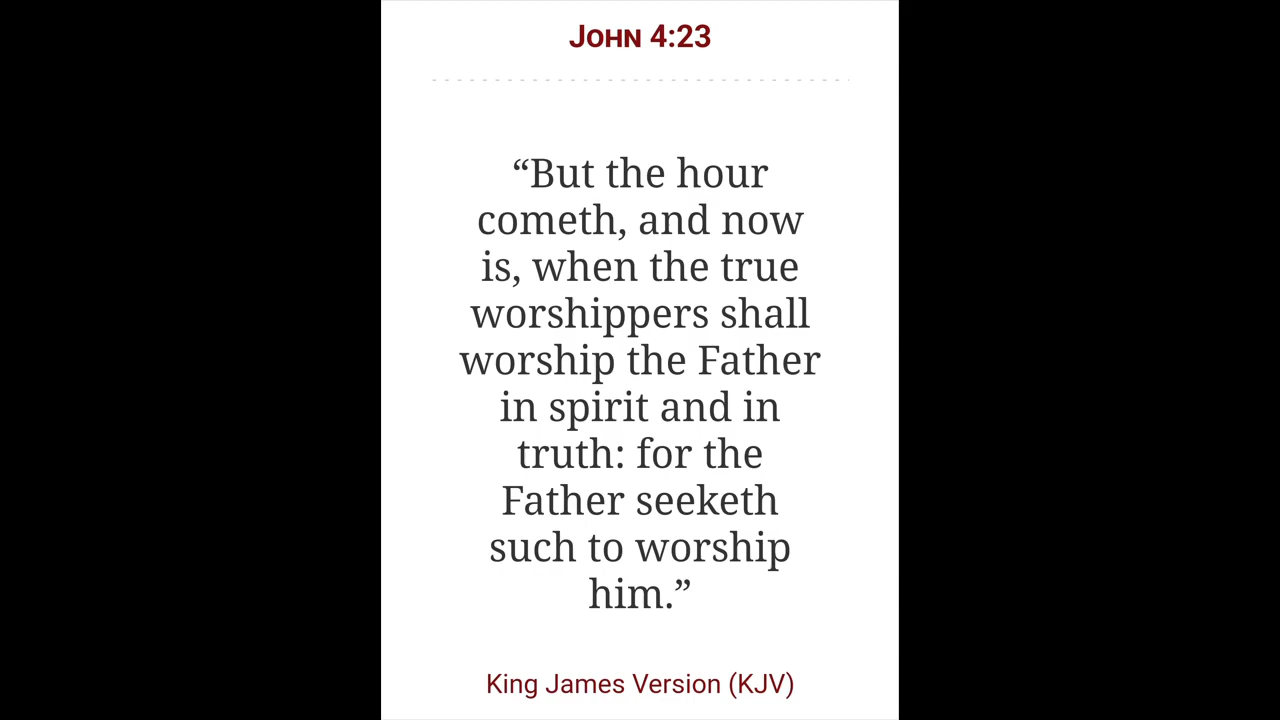 John 4:23
“But the hour
cometh, and now
is, when the true
worshippers shall
worship the Father
in spirit and in
truth: for the
Father seeketh
such to worship
him.”
King James Version (KJV)